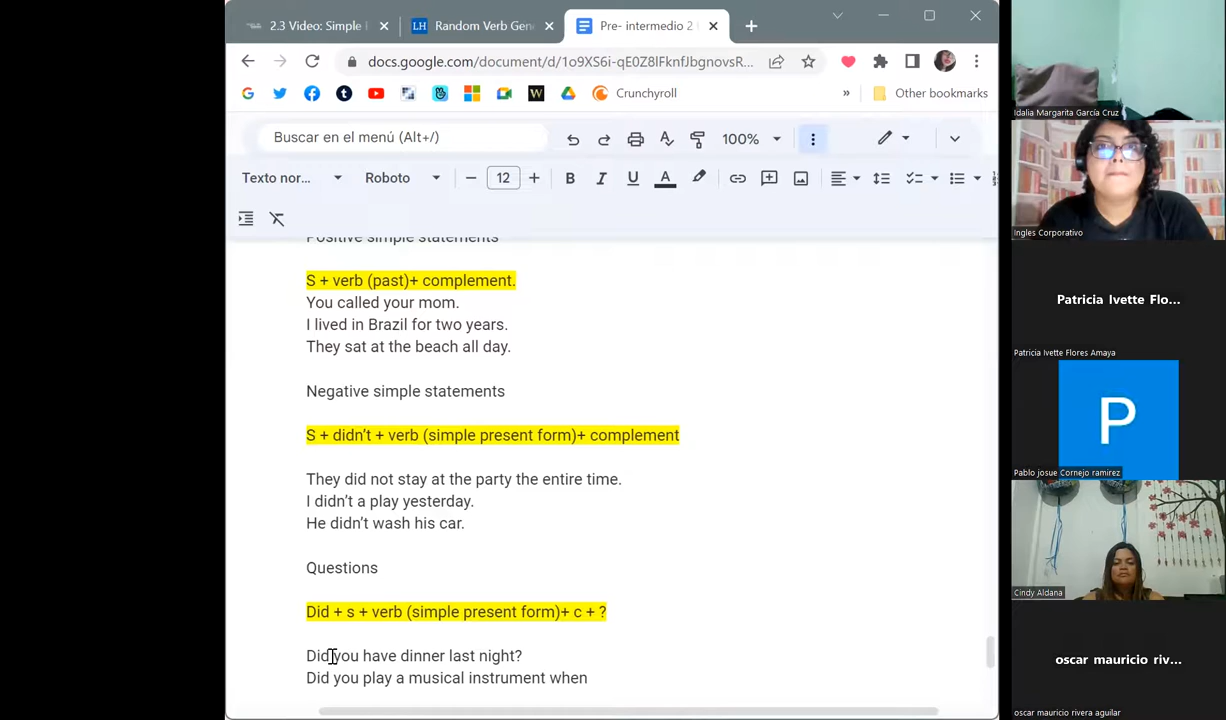 2.3 Video: Simple
Random Verb Gen
Pre- intermedio 2
docs.google.com/document/d/1o9XS6i-qE0Z8lFknfJbgnovsR...
Crunchyroll
»
Other bookmarks
Buscar en el menú (Alt+/)
100%
Texto nor...
Roboto
12
Positive simple statements
S + verb (past)+ complement.
You called your mom.
I lived in Brazil for two years.
They sat at the beach all day.
Negative simple statements
S + didn't + verb (simple present form)+ complement
They did not stay at the party the entire time.
I didn't a play yesterday.
He didn't wash his car.
Questions
Did + s + verb (simple present form)+ c + ?
Did you have dinner last night?
Did you play a musical instrument when
Idalia Margarita García Cruz
Ingles Corporativo
Patricia Ivette Flo...
Patricia Ivette Flores Amaya
P
Pablo josue Cornejo ramirez
Cindy Aldana
oscar mauricio riv...
oscar mauricio rivera aguilar